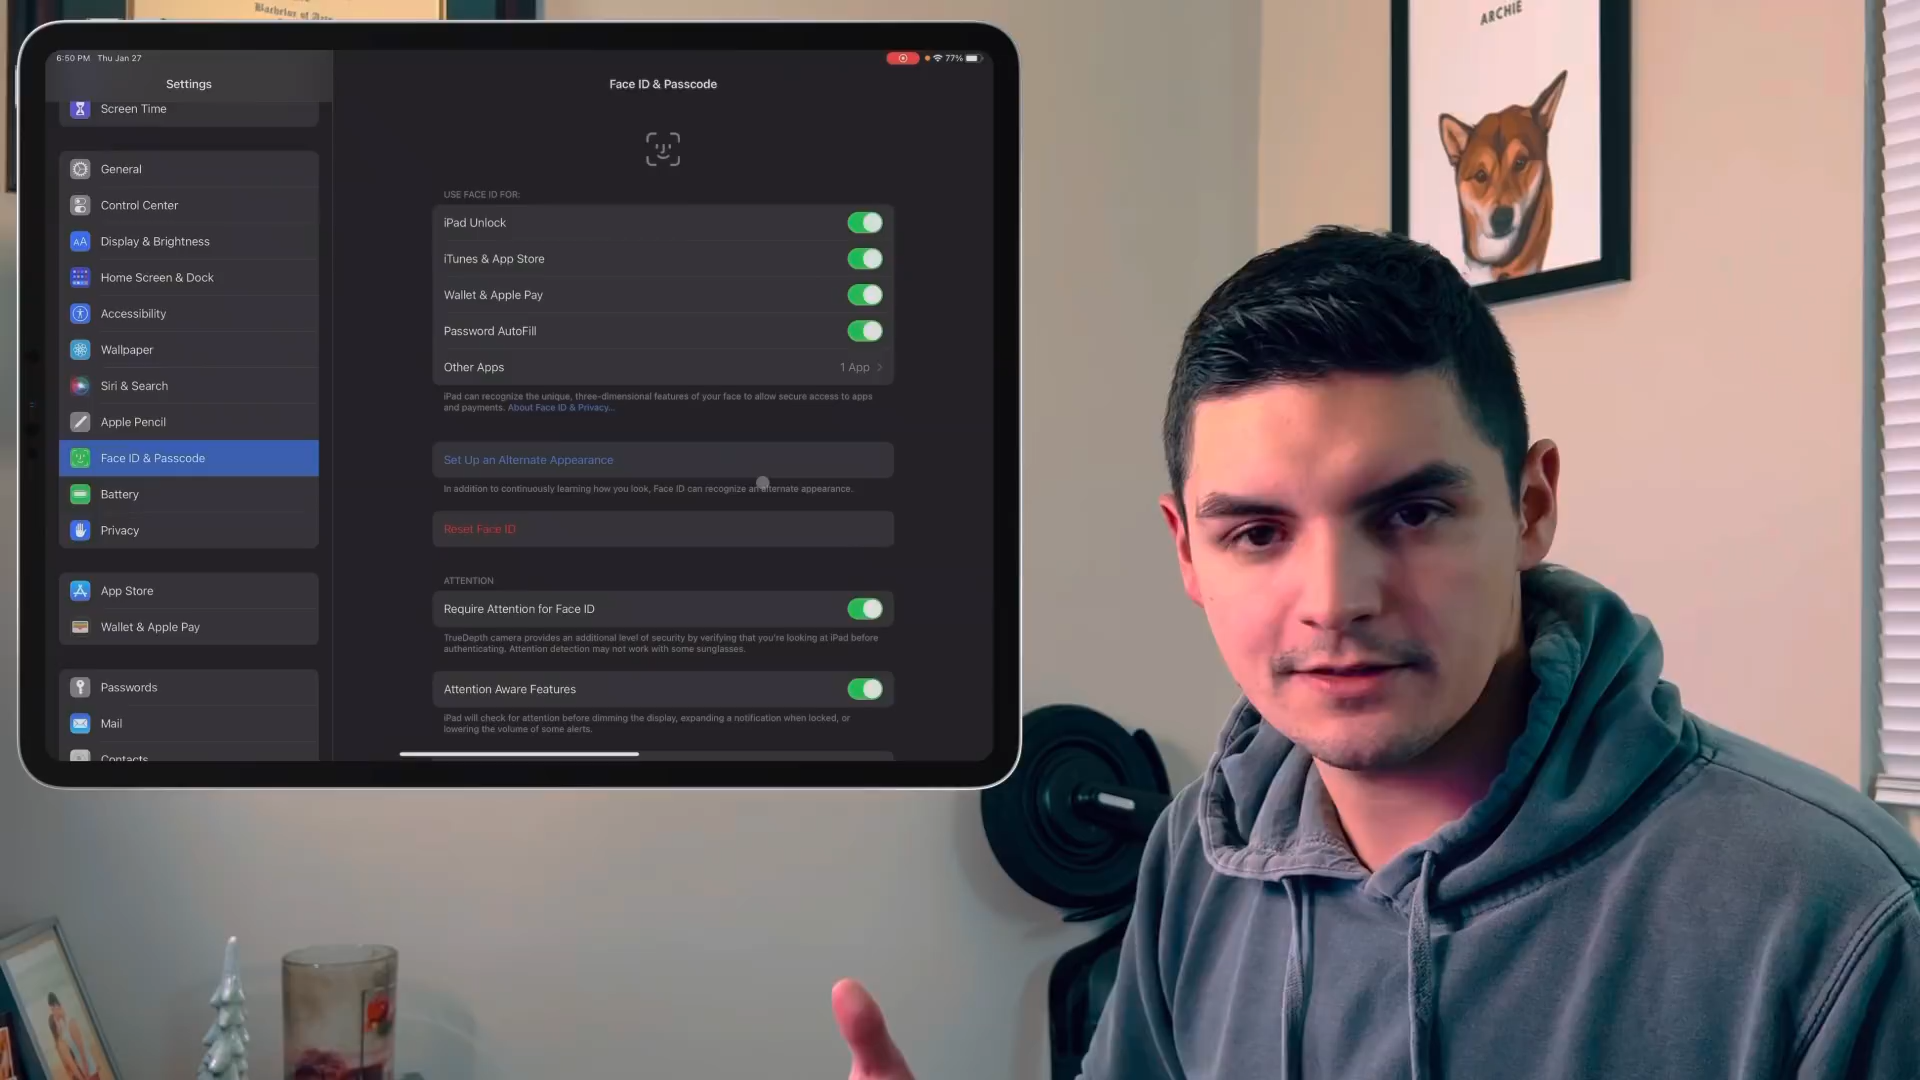 Bachelor of Arts
ARCHIE
6:50 PM Thu Jan 27
77%
Settings
Face ID & Passcode
Screen Time
General
Control Center
Display & Brightness
Home Screen & Dock
Accessibility
Wallpaper
Siri & Search
Apple Pencil
Face ID & Passcode
Battery
Privacy
App Store
Wallet & Apple Pay
Passwords
Mail
Contacts
USE FACE ID FOR:
iPad Unlock
iTunes & App Store
Wallet & Apple Pay
Password AutoFill
Other Apps 1 App
iPad can recognize the unique, three-dimensional features of your face to allow secure access to apps
and payments. About Face ID & Privacy...
Set Up an Alternate Appearance
In addition to continuously learning how you look, Face ID can recognize an alternate appearance.
Reset Face ID
ATTENTION
Require Attention for Face ID
TrueDepth camera provides an additional level of security by verifying that you're looking at iPad before
authenticating. Attention detection may not work with some sunglasses.
Attention Aware Features
iPad will check for attention before dimming the display, expanding a notification when locked, or
lowering the volume of some alerts.